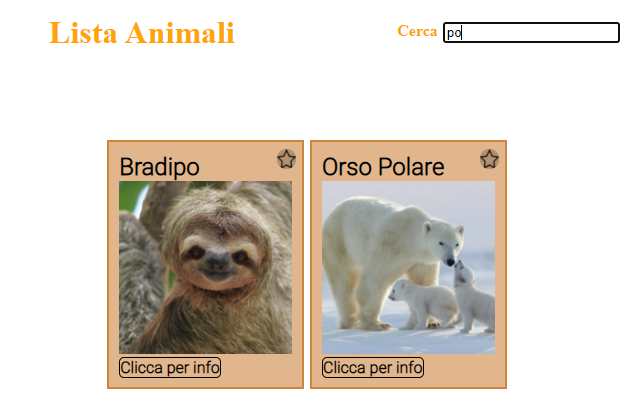 Lista Animali
Cerca po
Bradipo
Orso Polare
Clicca per info
Clicca per info